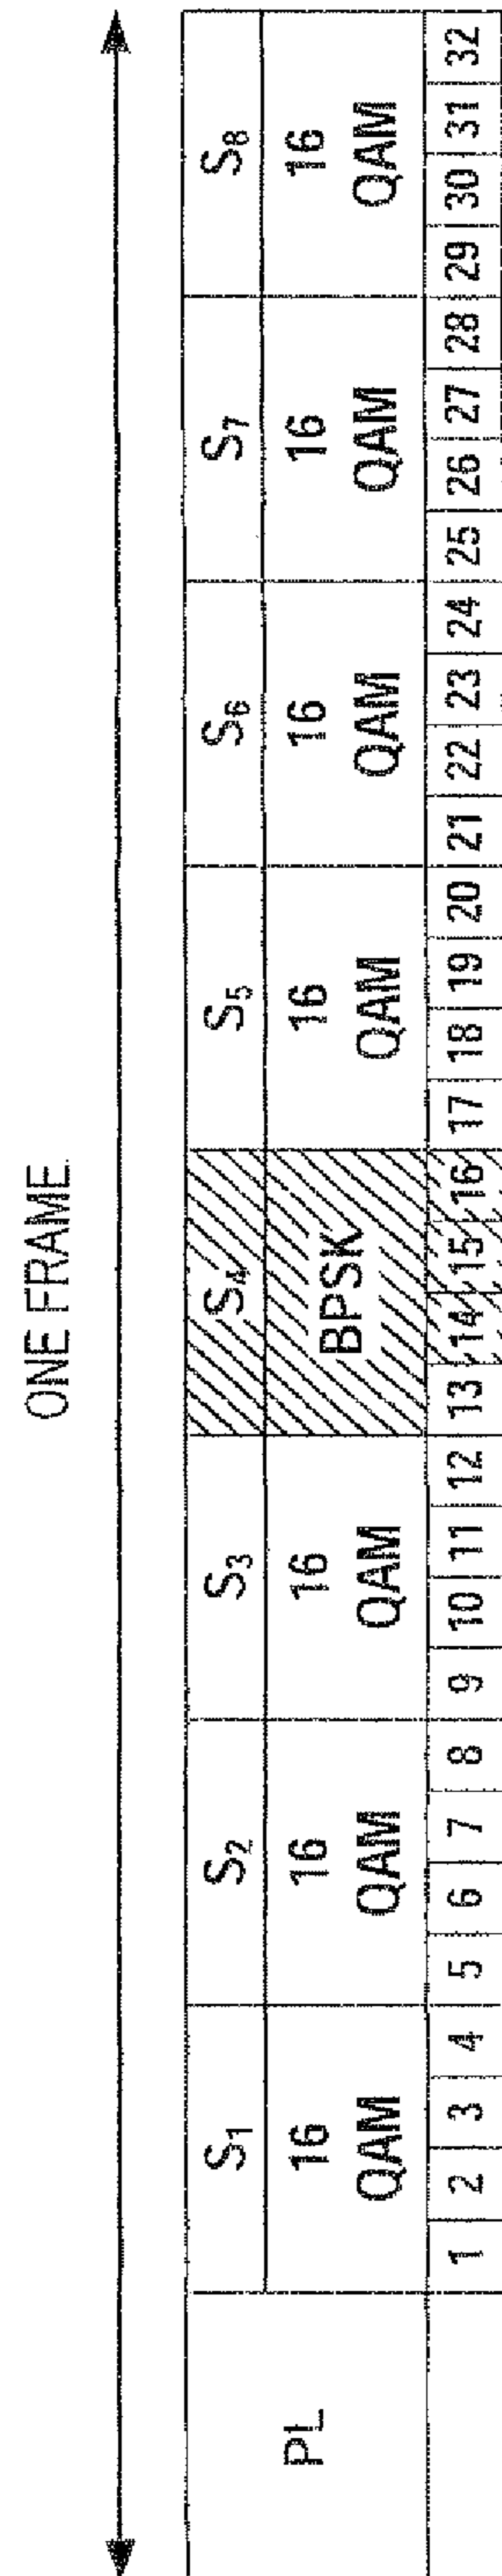 ONE FRAME
PL
S1 S2 S3 S4 S5 S6 S7 S8
16 QAM 16 QAM 16 QAM BPSK 16 QAM 16 QAM 16 QAM 16 QAM
1 2 3 4 5 6 7 8 9 10 11 12 13 14 15 16 17 18 19 20 21 22 23 24 25 26 27 28 29 30 31 32